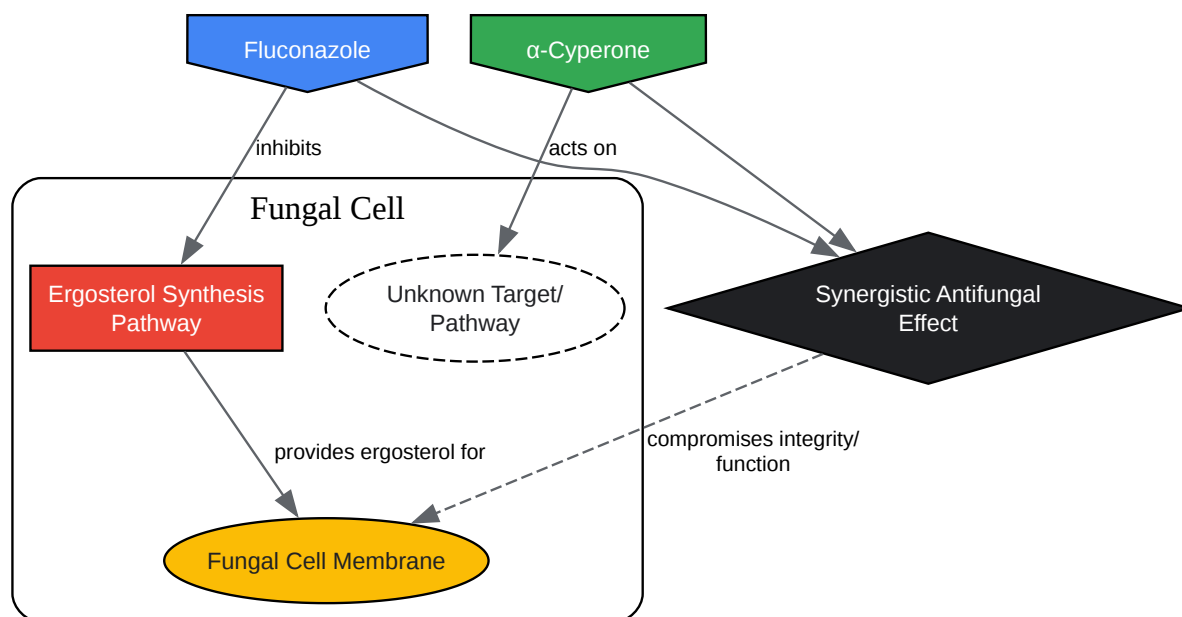 Fluconazole
α-Cyperone
inhibits
acts on
Fungal Cell
Ergosterol Synthesis
Pathway
Unknown Target/
Pathway
Synergistic Antifungal
Effect
provides ergosterol for
compromises integrity/
function
Fungal Cell Membrane